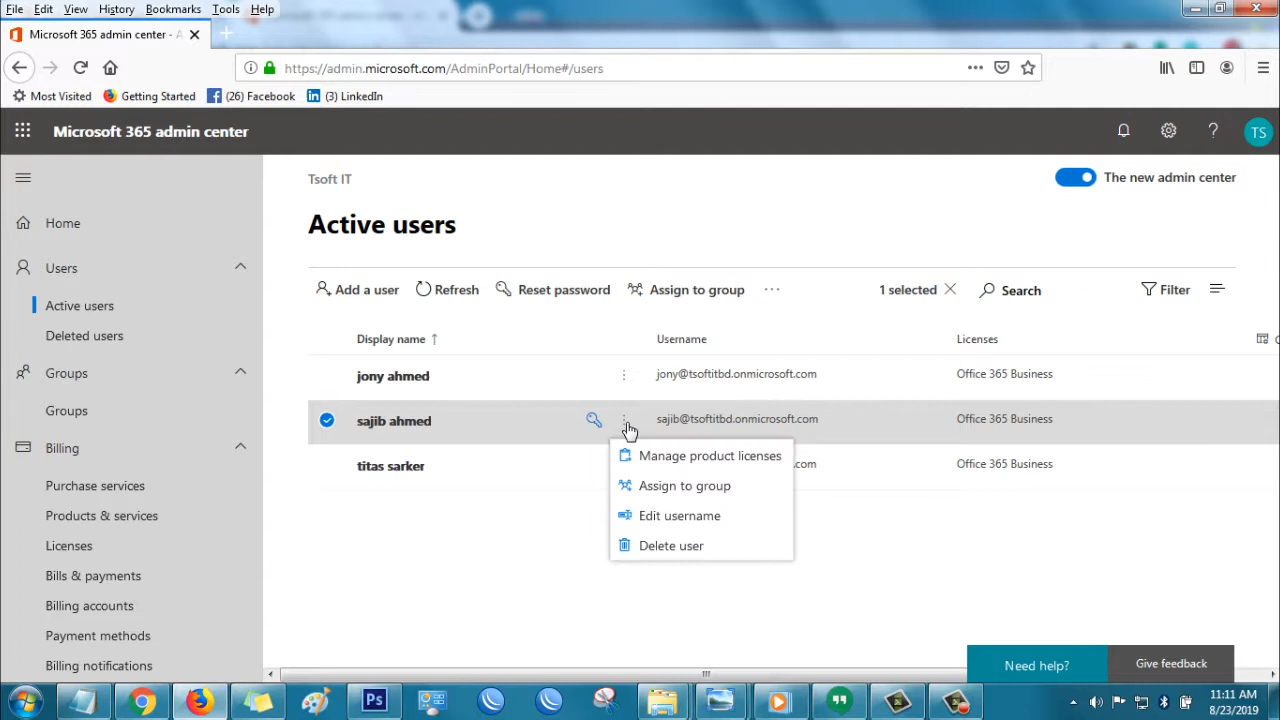 File Edit View History Bookmarks Tools Help
Microsoft 365 admin center - A
https://admin.microsoft.com/AdminPortal/Home#/users
Most Visited Getting Started (26) Facebook (3) LinkedIn
Microsoft 365 admin center TS
Tsoft IT The new admin center
Active users
Home
Users
Active users
Deleted users
Groups
Groups
Billing
Purchase services
Products & services
Licenses
Bills & payments
Billing accounts
Payment methods
Billing notifications
Add a user Refresh Reset password Assign to group 1 selected Search Filter
Display name ↑ Username Licenses
jony ahmed jony@tsoftitbd.onmicrosoft.com Office 365 Business
sajib ahmed sajib@tsoftitbd.onmicrosoft.com Office 365 Business
titas sarker .com Office 365 Business
Manage product licenses
Assign to group
Edit username
Delete user
Need help? Give feedback
Ps
11:11 AM
8/23/2019